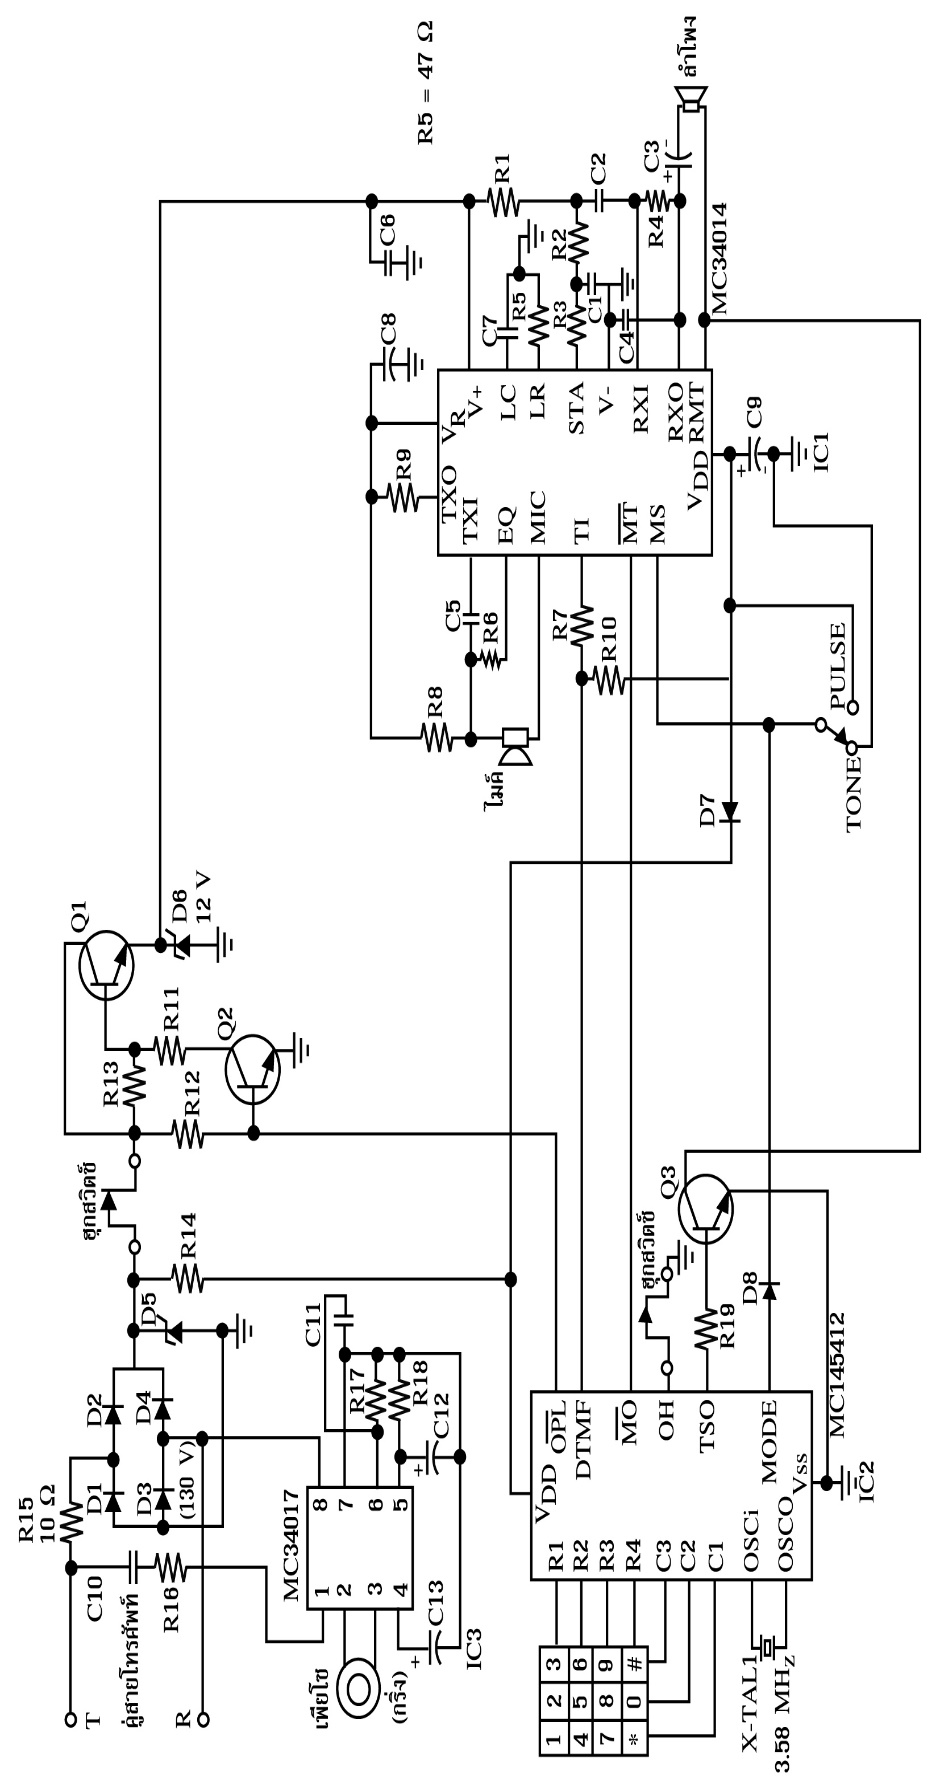 R15
10 Ω
T
คู่สายโทรศัพท์
R
C10
R16
D1
D2
D3
D4
(130 V)
D5
R14
ฮุกสวิตช์
R13
R12
R11
Q1
Q2
D6
12 V
C6
C8
R9
R8
C5
R6
ไมค์
R1
R2
R3
R5
C7
C1
C2
C4
R4
C3
ลำโพง
R5 = 47 Ω
MC34014
V+
VR
LC
LR
STA
V-
RXI
RXO
RMT
VDD
TXO
TXI
EQ
MIC
TI
MT
MS
C9
IC1
R7
R10
PULSE
TONE
D7
D8
C11
R17
R18
C12
MC34017
8
7
6
5
1
2
3
4
C13
IC3
เพียโซ
(กริ่ง)
Q3
R19
ฮุกสวิตช์
MC145412
IC2
VDD
OPL
DTMF
MO
OH
TSO
MODE
Vss
R1
R2
R3
R4
C3
C2
C1
OSCi
OSCO
3 6 9 #
2 5 8 0
1 4 7 *
X-TAL1
3.58 MHz